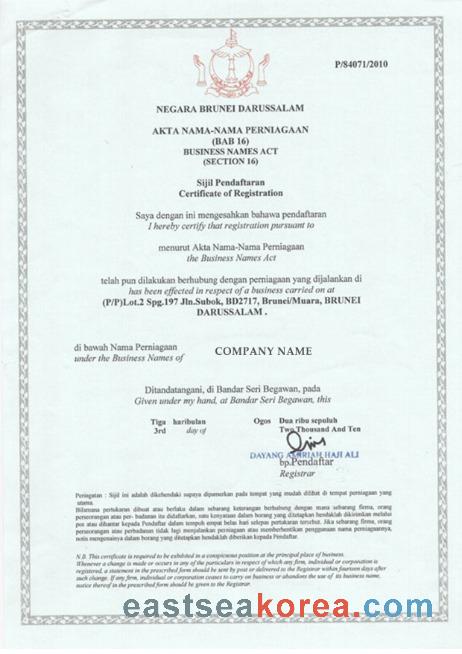 P/84071/2010
NEGARA BRUNEI DARUSSALAM
AKTA NAMA-NAMA PERNIAGAAN
(BAB 16)
BUSINESS NAMES ACT
(SECTION 16)
Sijil Pendaftaran
Certificate of Registration
Saya dengan ini mengesahkan bahawa pendaftaran
I hereby certify that registration pursuant to
menurut Akta Nama-Nama Perniagaan
the Business Names Act
telah pun dilakukan berhubung dengan perniagaan yang dijalankan di
has been effected in respect of a business carried on at
(P/P)Lot.2 Spg.197 Jln.Subok, BD2717, Brunei/Muara, BRUNEI
DARUSSALAM .
di bawah Nama Perniagaan
under the Business Names of
COMPANY NAME
Ditandatangani, di Bandar Seri Begawan, pada
Given under my hand, at Bandar Seri Begawan, this
Tiga haribulan Ogos Dua ribu sepuluh
3rd day of Two Thousand And Ten
DAYANG AMRIAH HAJI ALI
bp.Pendaftar
Registrar
Peringatan : Sijil ini adalah dikehendaki supaya dipamerkan pada tempat yang mudah dilihat di tempat perniagaan yang
utama.
Bilamana pertukaran dibuat atau berlaku dalam sebarang keterangan berhubung dengan mana sebarang firma, orang
perseorangan atau per- badanan itu didaftarkan, satu kenyataan dalam borang yang ditetapkan hendaklah dikirimkan melalui
pos atau dihantar kepada Pendaftar dalam tempoh empat belas hari selepas pertukaran tersebut. Jika sebarang firma, orang
perseorangan atau perbadanan tidak lagi menjalankan perniagaan atau memberhentikan penggunaan nama perniagaannya,
notis mengenainya dalam borang yang ditetapkan hendaklah diberikan kepada Pendaftar.
N.B. This certificate is required to be exhibited in a conspicuous position at the principal place of business.
Whenever a change is made or occurs in any of the particulars in respect of which any firm, individual or corporation is
registered, a statement in the prescribed form should be sent by post or delivered to the Registrar within fourteen days after
such change. If any firm, individual or corporation ceases to carry on business or abandons the use of its business name,
notice thereof in the prescribed form should be given to the Registrar.
eastseakorea.com